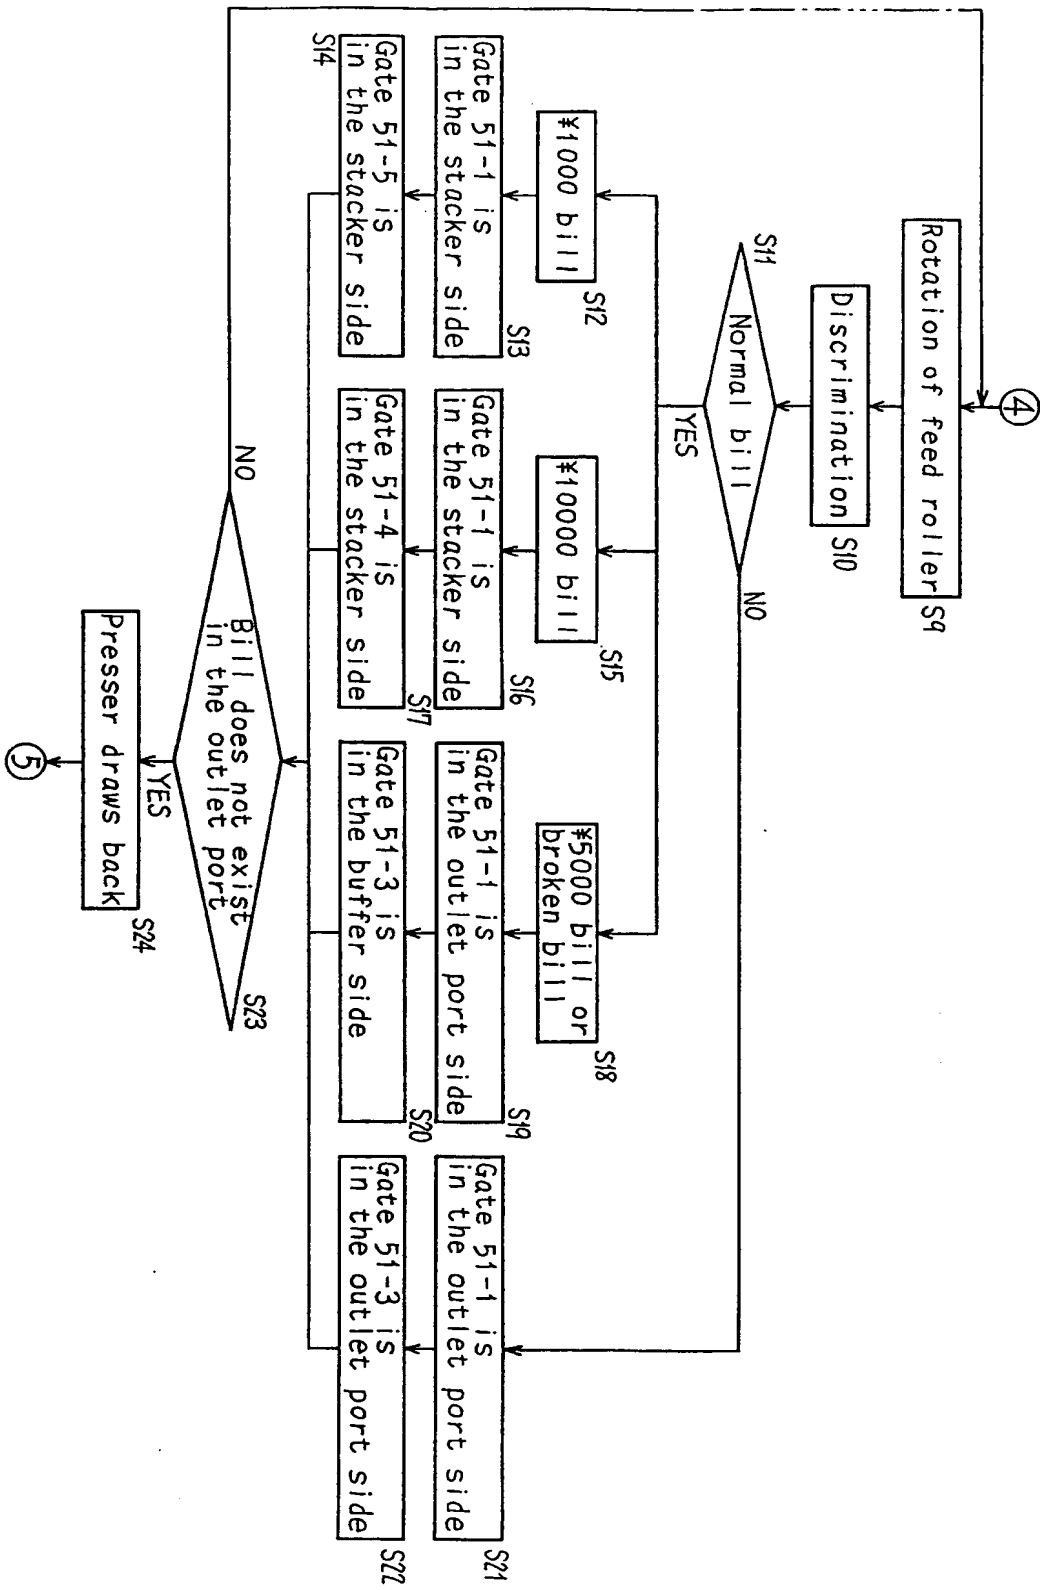 ④
Rotation of feed roller
S9
Discrimination
S10
S11
Normal bill
NO
YES
¥1000 bill
S12
Gate 51-1 is
in the stacker side
S13
Gate 51-5 is
in the stacker side
S14
¥10000 bill
S15
Gate 51-1 is
in the stacker side
S16
Gate 51-4 is
in the stacker side
S17
¥5000 bill or
broken bill
S18
Gate 51-1 is
in the outlet port side
S19
Gate 51-3 is
in the buffer side
S20
Gate 51-1 is
in the outlet port side
S21
Gate 51-3 is
in the outlet port side
S22
NO
Bill does not exist
in the outlet port
S23
YES
Presser draws back
S24
⑤